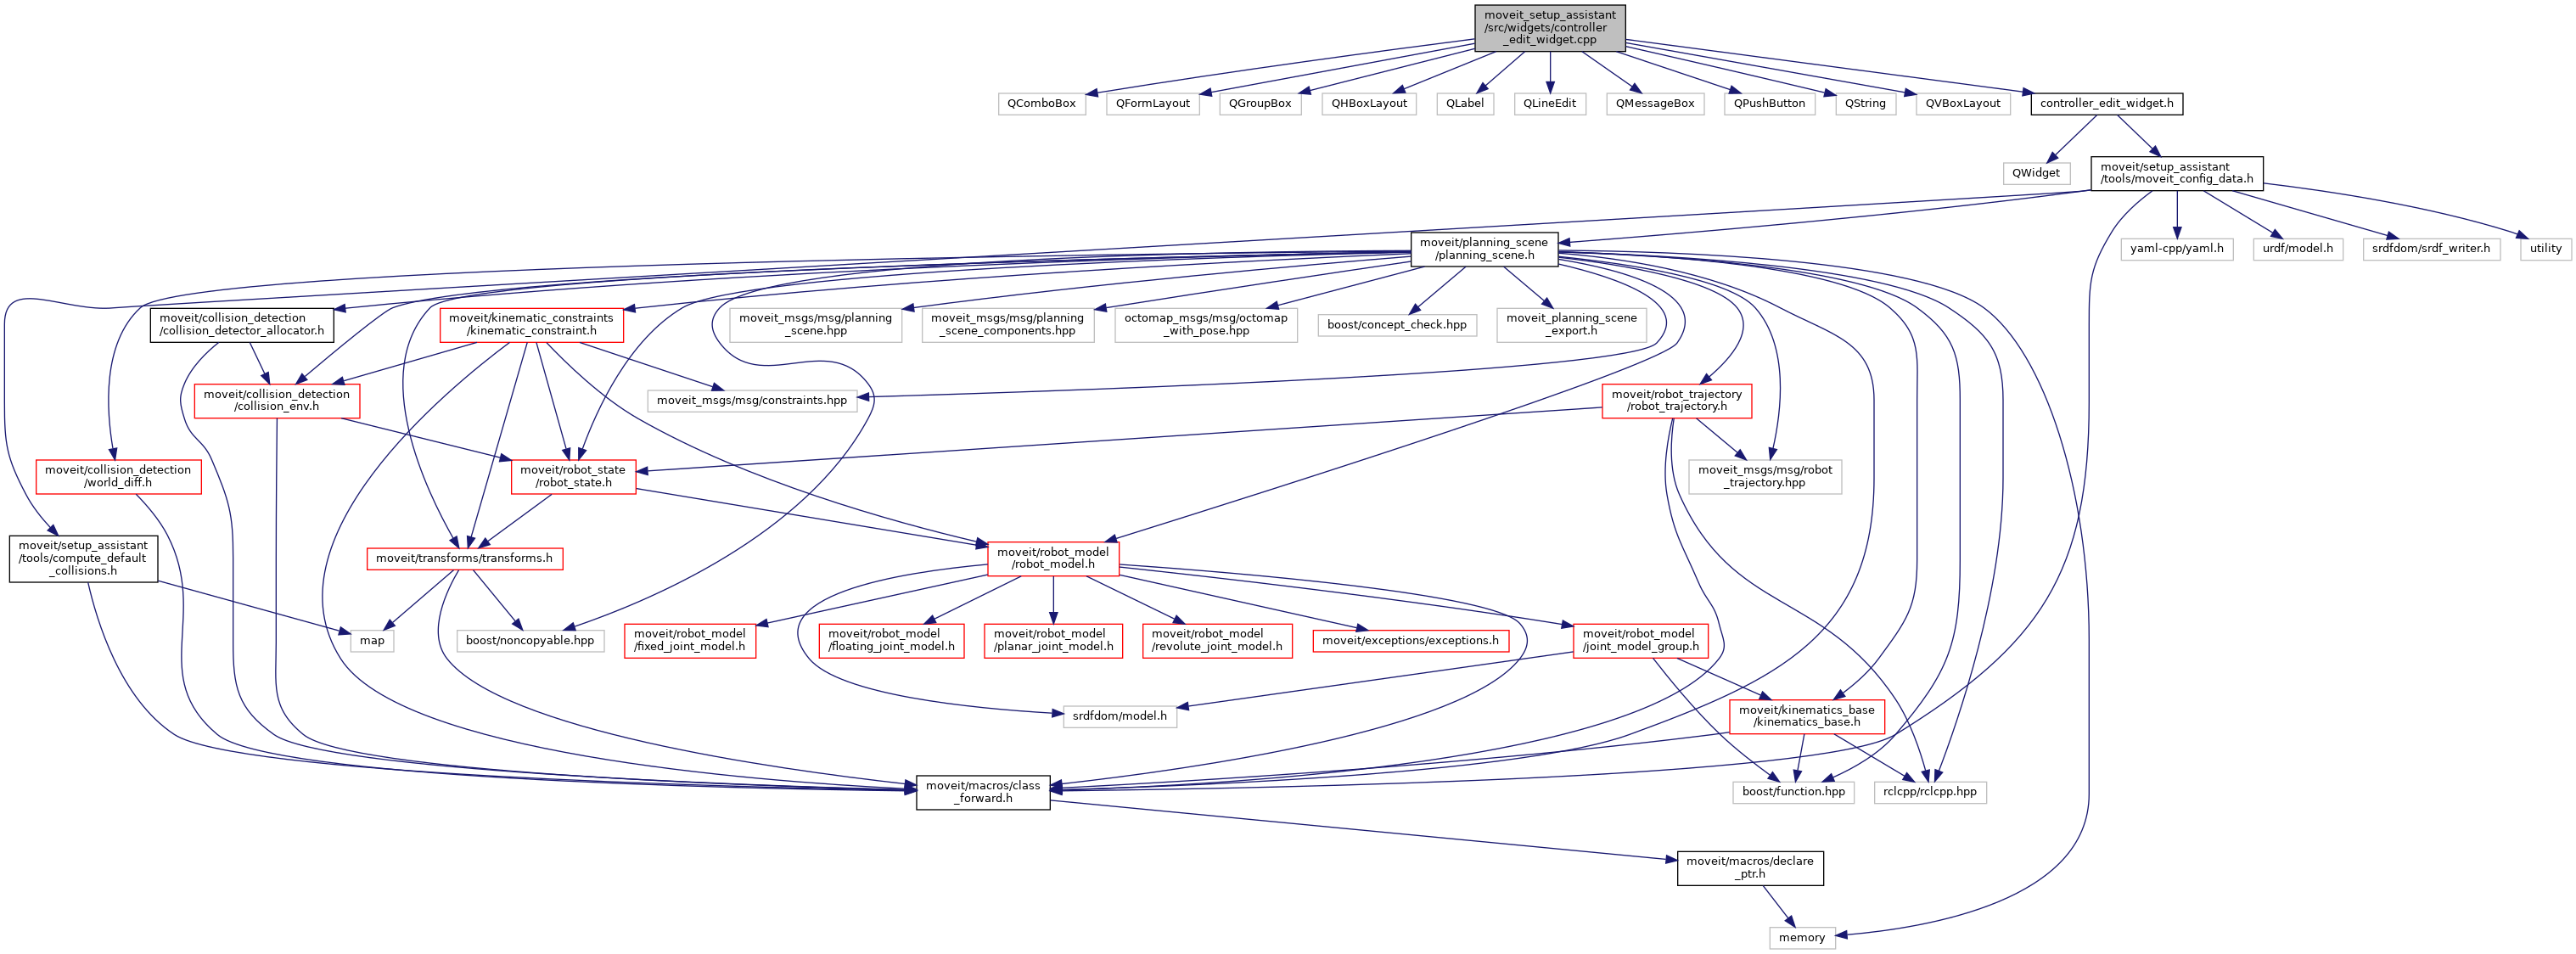 moveit_setup_assistant
/src/widgets/controller
_edit_widget.cpp
QComboBox
QFormLayout
QGroupBox
QHBoxLayout
QLabel
QLineEdit
QMessageBox
QPushButton
QString
QVBoxLayout
controller_edit_widget.h
QWidget
moveit/setup_assistant
/tools/moveit_config_data.h
moveit/planning_scene
/planning_scene.h
yaml-cpp/yaml.h
urdf/model.h
srdfdom/srdf_writer.h
utility
moveit/collision_detection
/collision_detector_allocator.h
moveit/kinematic_constraints
/kinematic_constraint.h
moveit_msgs/msg/planning
_scene.hpp
moveit_msgs/msg/planning
_scene_components.hpp
octomap_msgs/msg/octomap
_with_pose.hpp
boost/concept_check.hpp
moveit_planning_scene
_export.h
moveit/collision_detection
/collision_env.h
moveit_msgs/msg/constraints.hpp
moveit/robot_trajectory
/robot_trajectory.h
moveit/collision_detection
/world_diff.h
moveit/robot_state
/robot_state.h
moveit_msgs/msg/robot
_trajectory.hpp
moveit/setup_assistant
/tools/compute_default
_collisions.h
moveit/transforms/transforms.h
moveit/robot_model
/robot_model.h
map
boost/noncopyable.hpp
moveit/robot_model
/fixed_joint_model.h
moveit/robot_model
/floating_joint_model.h
moveit/robot_model
/planar_joint_model.h
moveit/robot_model
/revolute_joint_model.h
moveit/exceptions/exceptions.h
moveit/robot_model
/joint_model_group.h
srdfdom/model.h
moveit/kinematics_base
/kinematics_base.h
moveit/macros/class
_forward.h
boost/function.hpp
rclcpp/rclcpp.hpp
moveit/macros/declare
_ptr.h
memory